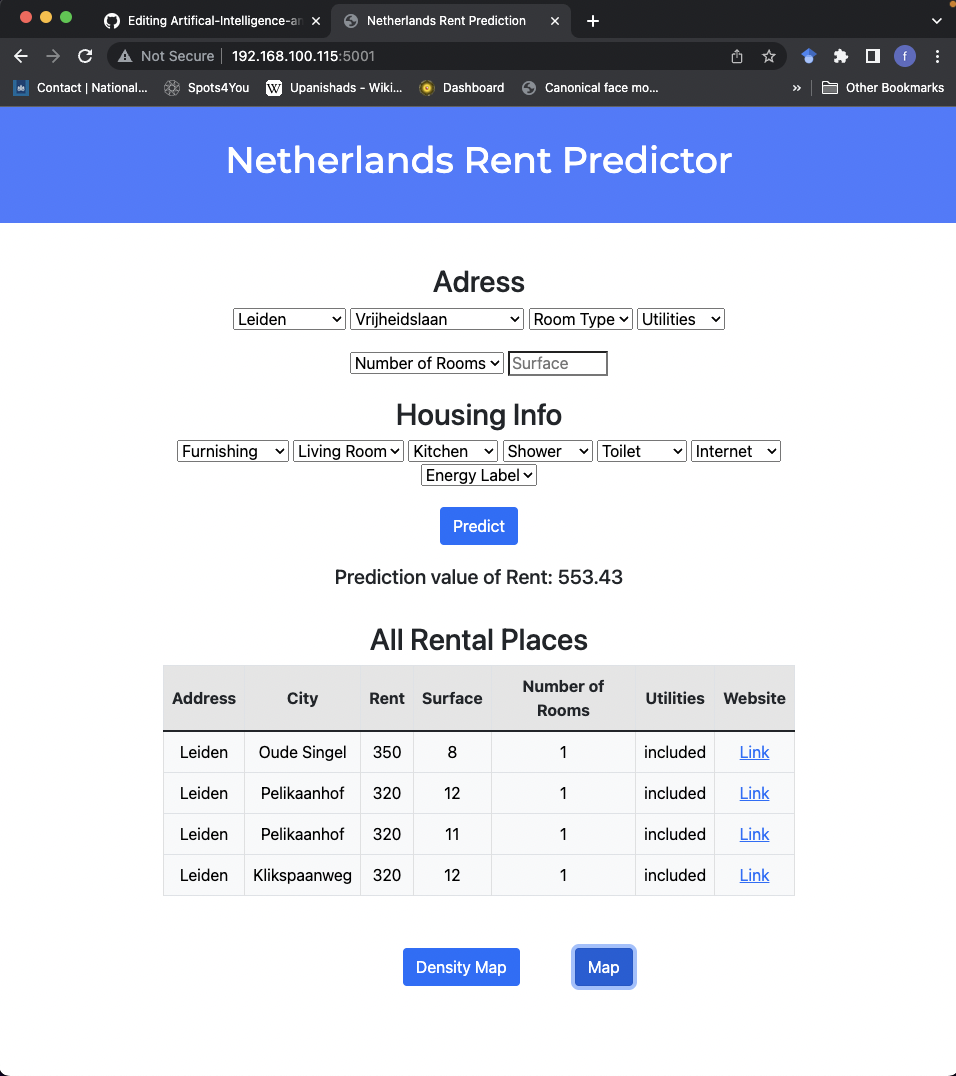 Editing Artifical-Intelligence-an
Netherlands Rent Prediction
Not Secure
192.168.100.115:5001
f
Contact | National...
Spots4You
W
Upanishads - Wiki...
Dashboard
Canonical face mo...
»
Other Bookmarks
Netherlands Rent Predictor
Adress
Leiden Vrijheidslaan Room Type Utilities
Number of Rooms Surface
Housing Info
Furnishing Living Room Kitchen Shower Toilet Internet
Energy Label
Predict
Prediction value of Rent: 553.43
All Rental Places
Address City Rent Surface Number of Rooms Utilities Website
Leiden Oude Singel 350 8 1 included Link
Leiden Pelikaanhof 320 12 1 included Link
Leiden Pelikaanhof 320 11 1 included Link
Leiden Klikspaanweg 320 12 1 included Link
Density Map Map